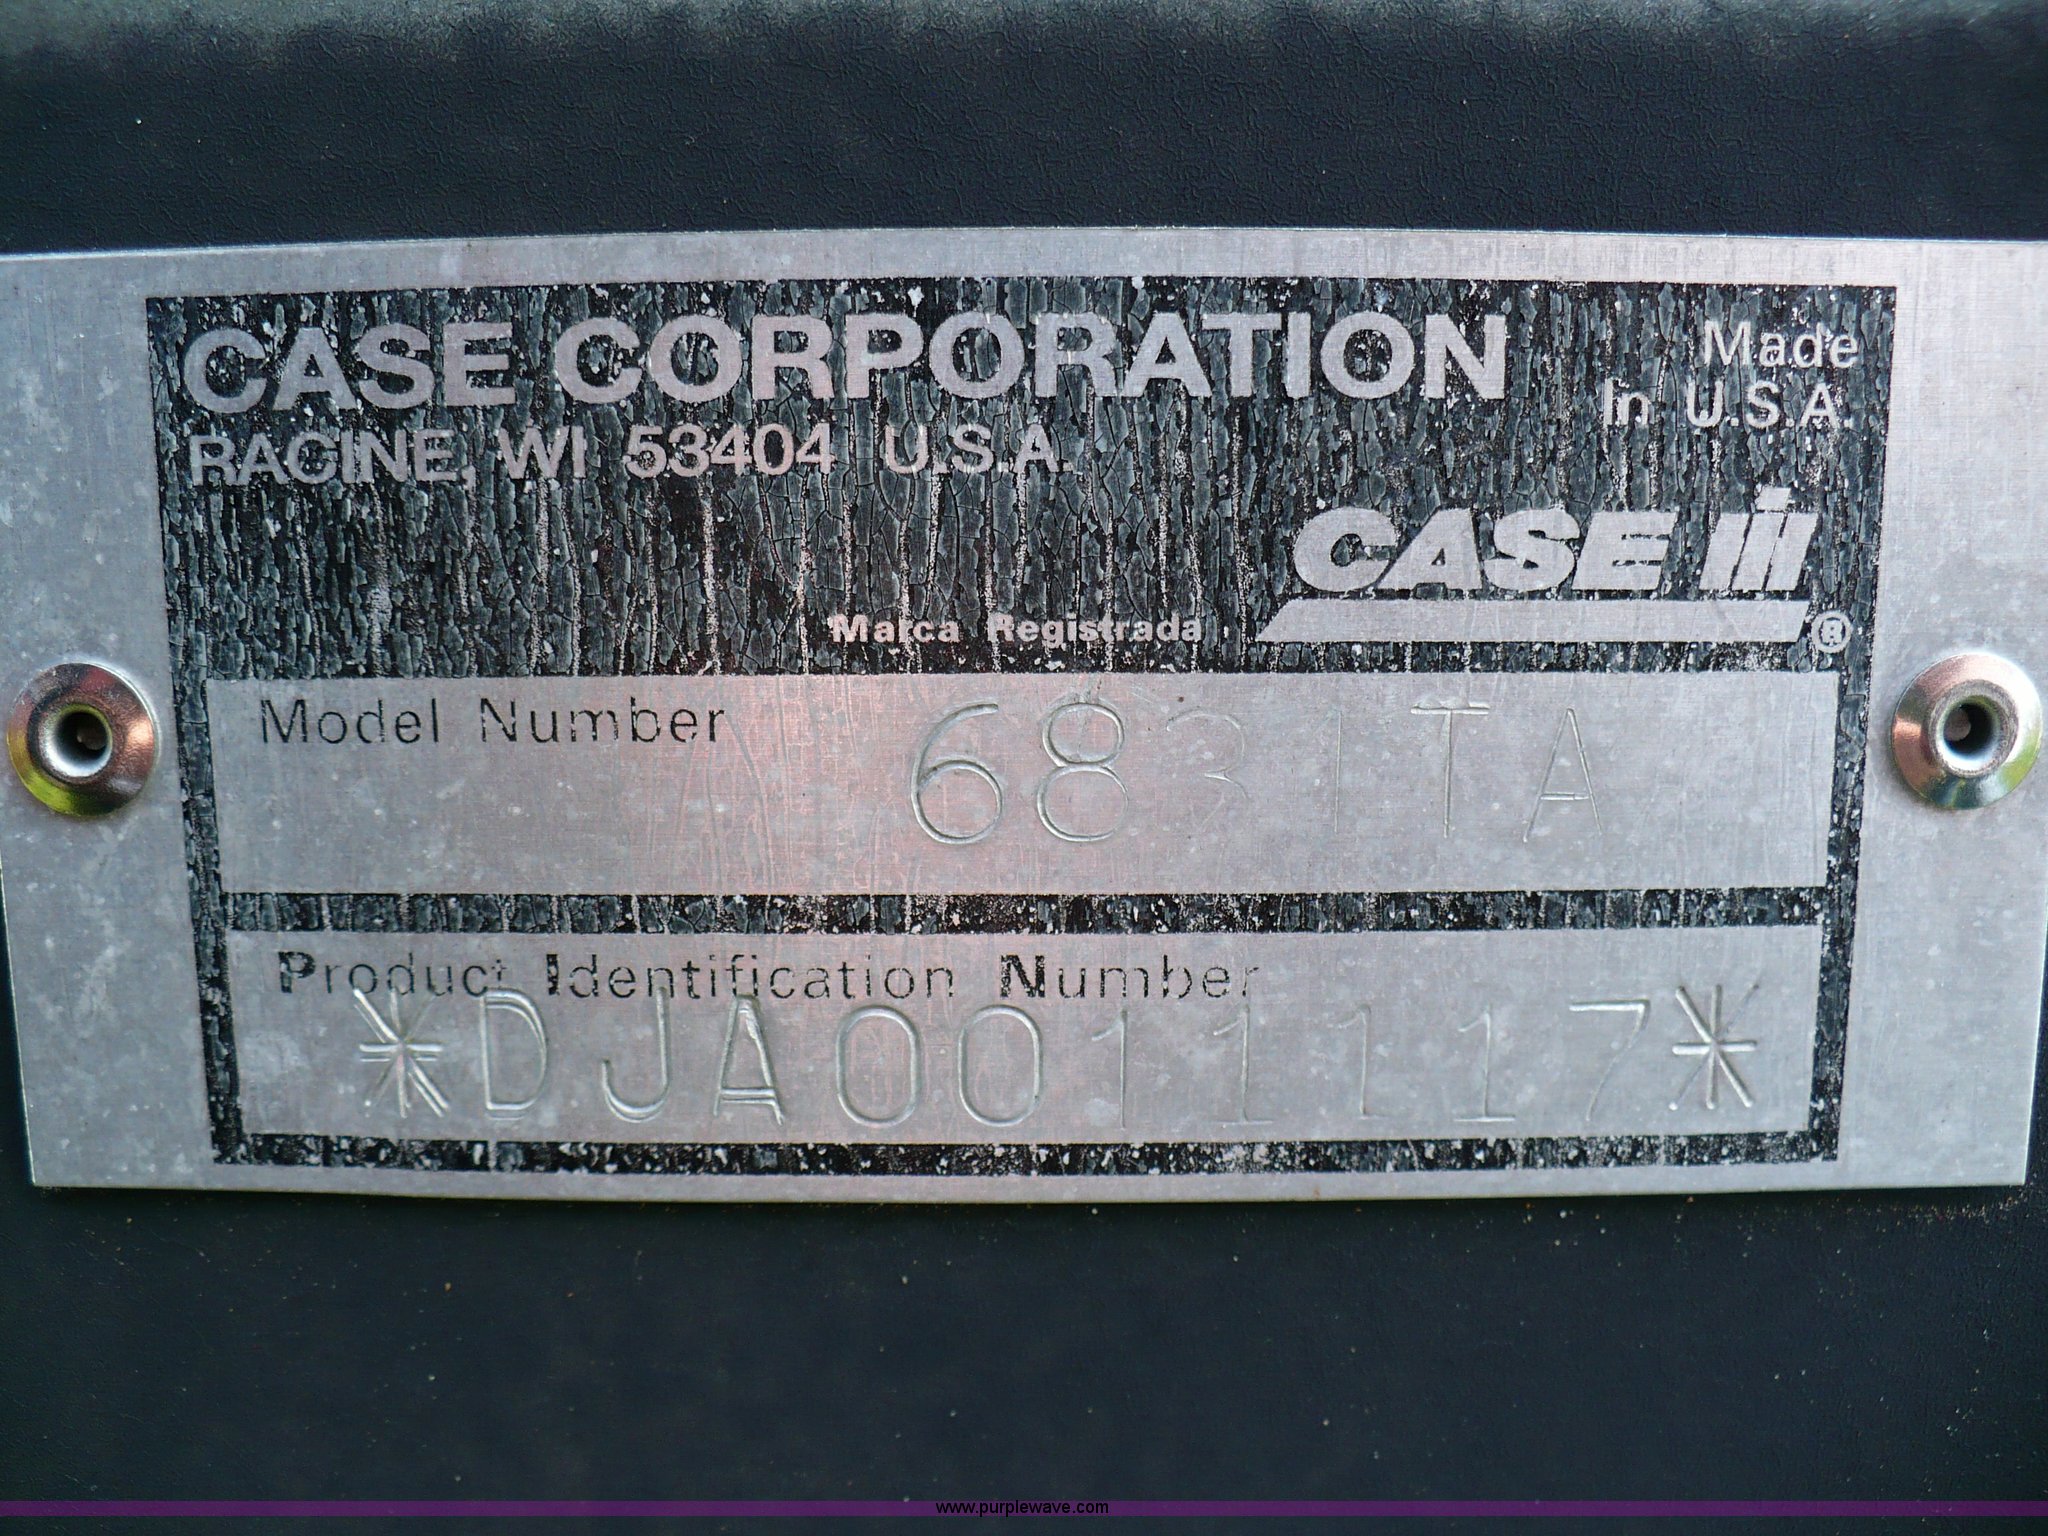 CASE CORPORATION
Made
In U.S.A.
RACINE, WI 53404 U.S.A.
CASE IH
Marca Registrada ®
Model Number 6831TA
Product Identification Number
*DJA0011117*
www.purplewave.com